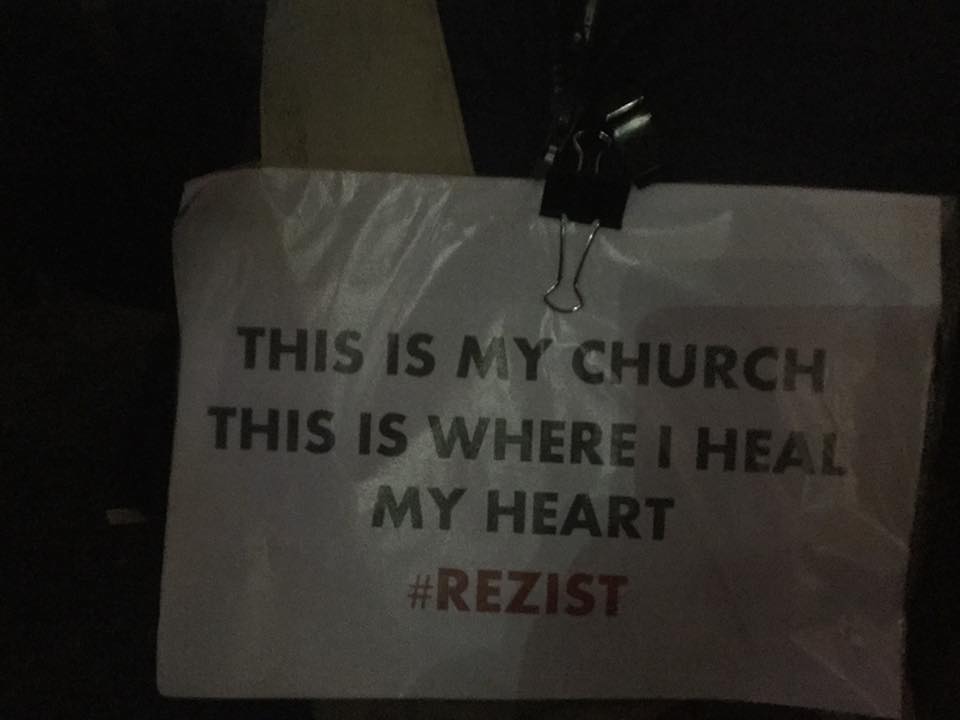 THIS IS MY CHURCH
THIS IS WHERE I HEAL
MY HEART
#REZIST